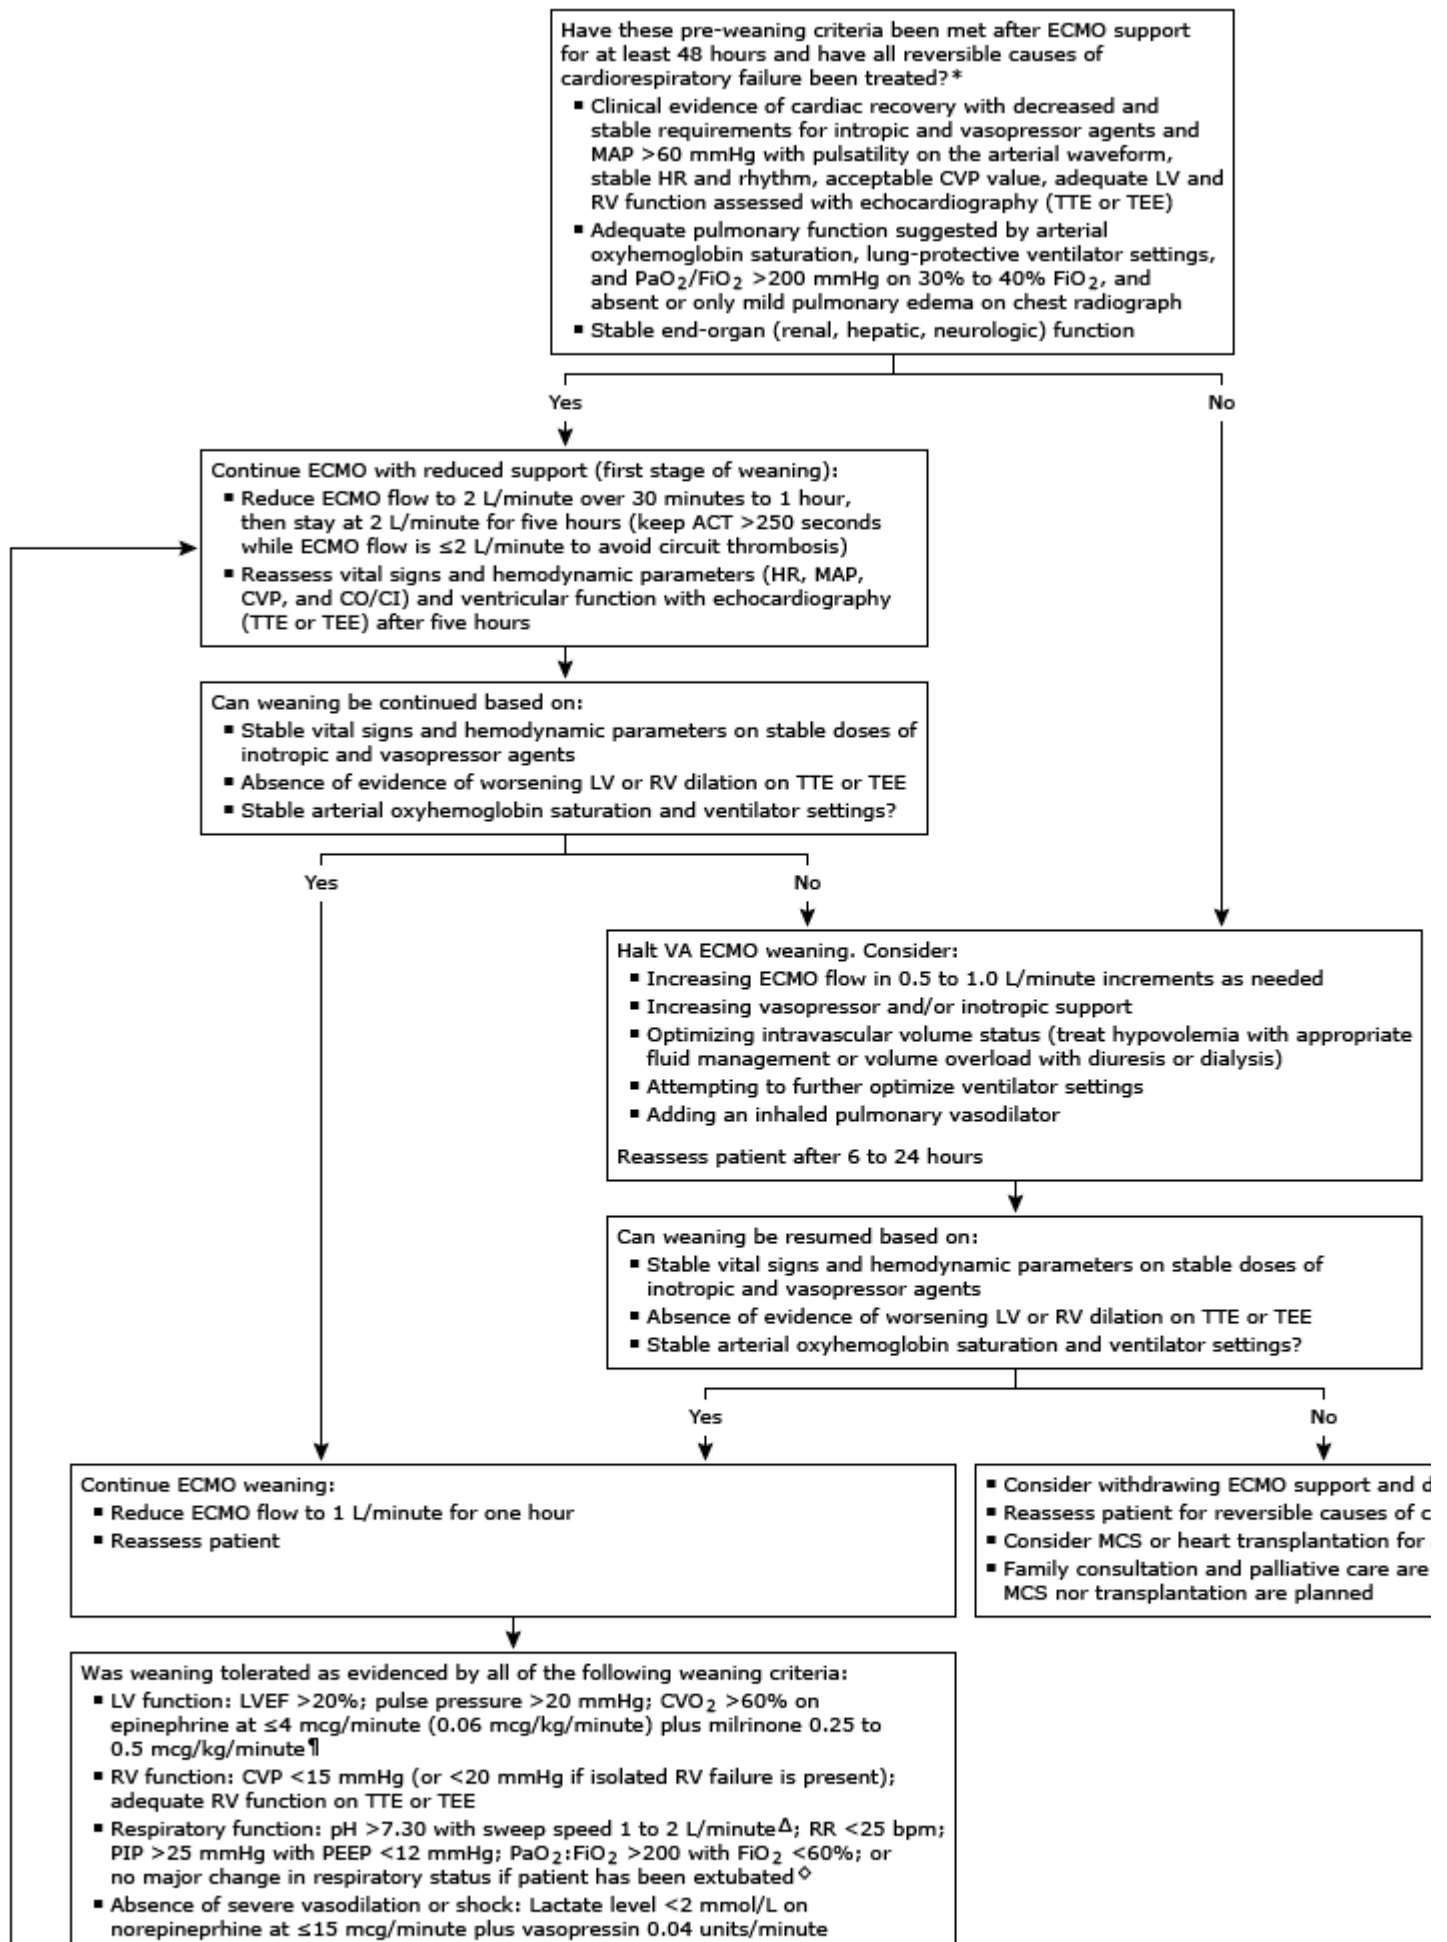 Have these pre-weaning criteria been met after ECMO support
for at least 48 hours and have all reversible causes of
cardiorespiratory failure been treated?*
▪ Clinical evidence of cardiac recovery with decreased and
stable requirements for intropic and vasopressor agents and
MAP >60 mmHg with pulsatility on the arterial waveform,
stable HR and rhythm, acceptable CVP value, adequate LV and
RV function assessed with echocardiography (TTE or TEE)
▪ Adequate pulmonary function suggested by arterial
oxyhemoglobin saturation, lung-protective ventilator settings,
and PaO₂/FiO₂ >200 mmHg on 30% to 40% FiO₂, and
absent or only mild pulmonary edema on chest radiograph
▪ Stable end-organ (renal, hepatic, neurologic) function
Yes
No
Continue ECMO with reduced support (first stage of weaning):
▪ Reduce ECMO flow to 2 L/minute over 30 minutes to 1 hour,
then stay at 2 L/minute for five hours (keep ACT >250 seconds
while ECMO flow is ≤2 L/minute to avoid circuit thrombosis)
▪ Reassess vital signs and hemodynamic parameters (HR, MAP,
CVP, and CO/CI) and ventricular function with echocardiography
(TTE or TEE) after five hours
Can weaning be continued based on:
▪ Stable vital signs and hemodynamic parameters on stable doses of
inotropic and vasopressor agents
▪ Absence of evidence of worsening LV or RV dilation on TTE or TEE
▪ Stable arterial oxyhemoglobin saturation and ventilator settings?
Yes
No
Halt VA ECMO weaning. Consider:
▪ Increasing ECMO flow in 0.5 to 1.0 L/minute increments as needed
▪ Increasing vasopressor and/or inotropic support
▪ Optimizing intravascular volume status (treat hypovolemia with appropriate
fluid management or volume overload with diuresis or dialysis)
▪ Attempting to further optimize ventilator settings
▪ Adding an inhaled pulmonary vasodilator
Reassess patient after 6 to 24 hours
Can weaning be resumed based on:
▪ Stable vital signs and hemodynamic parameters on stable doses of
inotropic and vasopressor agents
▪ Absence of evidence of worsening LV or RV dilation on TTE or TEE
▪ Stable arterial oxyhemoglobin saturation and ventilator settings?
Yes
No
Continue ECMO weaning:
▪ Reduce ECMO flow to 1 L/minute for one hour
▪ Reassess patient
▪ Consider withdrawing ECMO support and
▪ Reassess patient for reversible causes of
▪ Consider MCS or heart transplantation for
▪ Family consultation and palliative care are
MCS nor transplantation are planned
Was weaning tolerated as evidenced by all of the following weaning criteria:
▪ LV function: LVEF >20%; pulse pressure >20 mmHg; CVO₂ >60% on
epinephrine at ≤4 mcg/minute (0.06 mcg/kg/minute) plus milrinone 0.25 to
0.5 mcg/kg/minute¶
▪ RV function: CVP <15 mmHg (or <20 mmHg if isolated RV failure is present);
adequate RV function on TTE or TEE
▪ Respiratory function: pH >7.30 with sweep speed 1 to 2 L/minuteΔ; RR <25 bpm;
PIP >25 mmHg with PEEP <12 mmHg; PaO₂:FiO₂ >200 with FiO₂ <60%; or
no major change in respiratory status if patient has been extubated◇
▪ Absence of severe vasodilation or shock: Lactate level <2 mmol/L on
norepineprhine at ≤15 mcg/minute plus vasopressin 0.04 units/minute